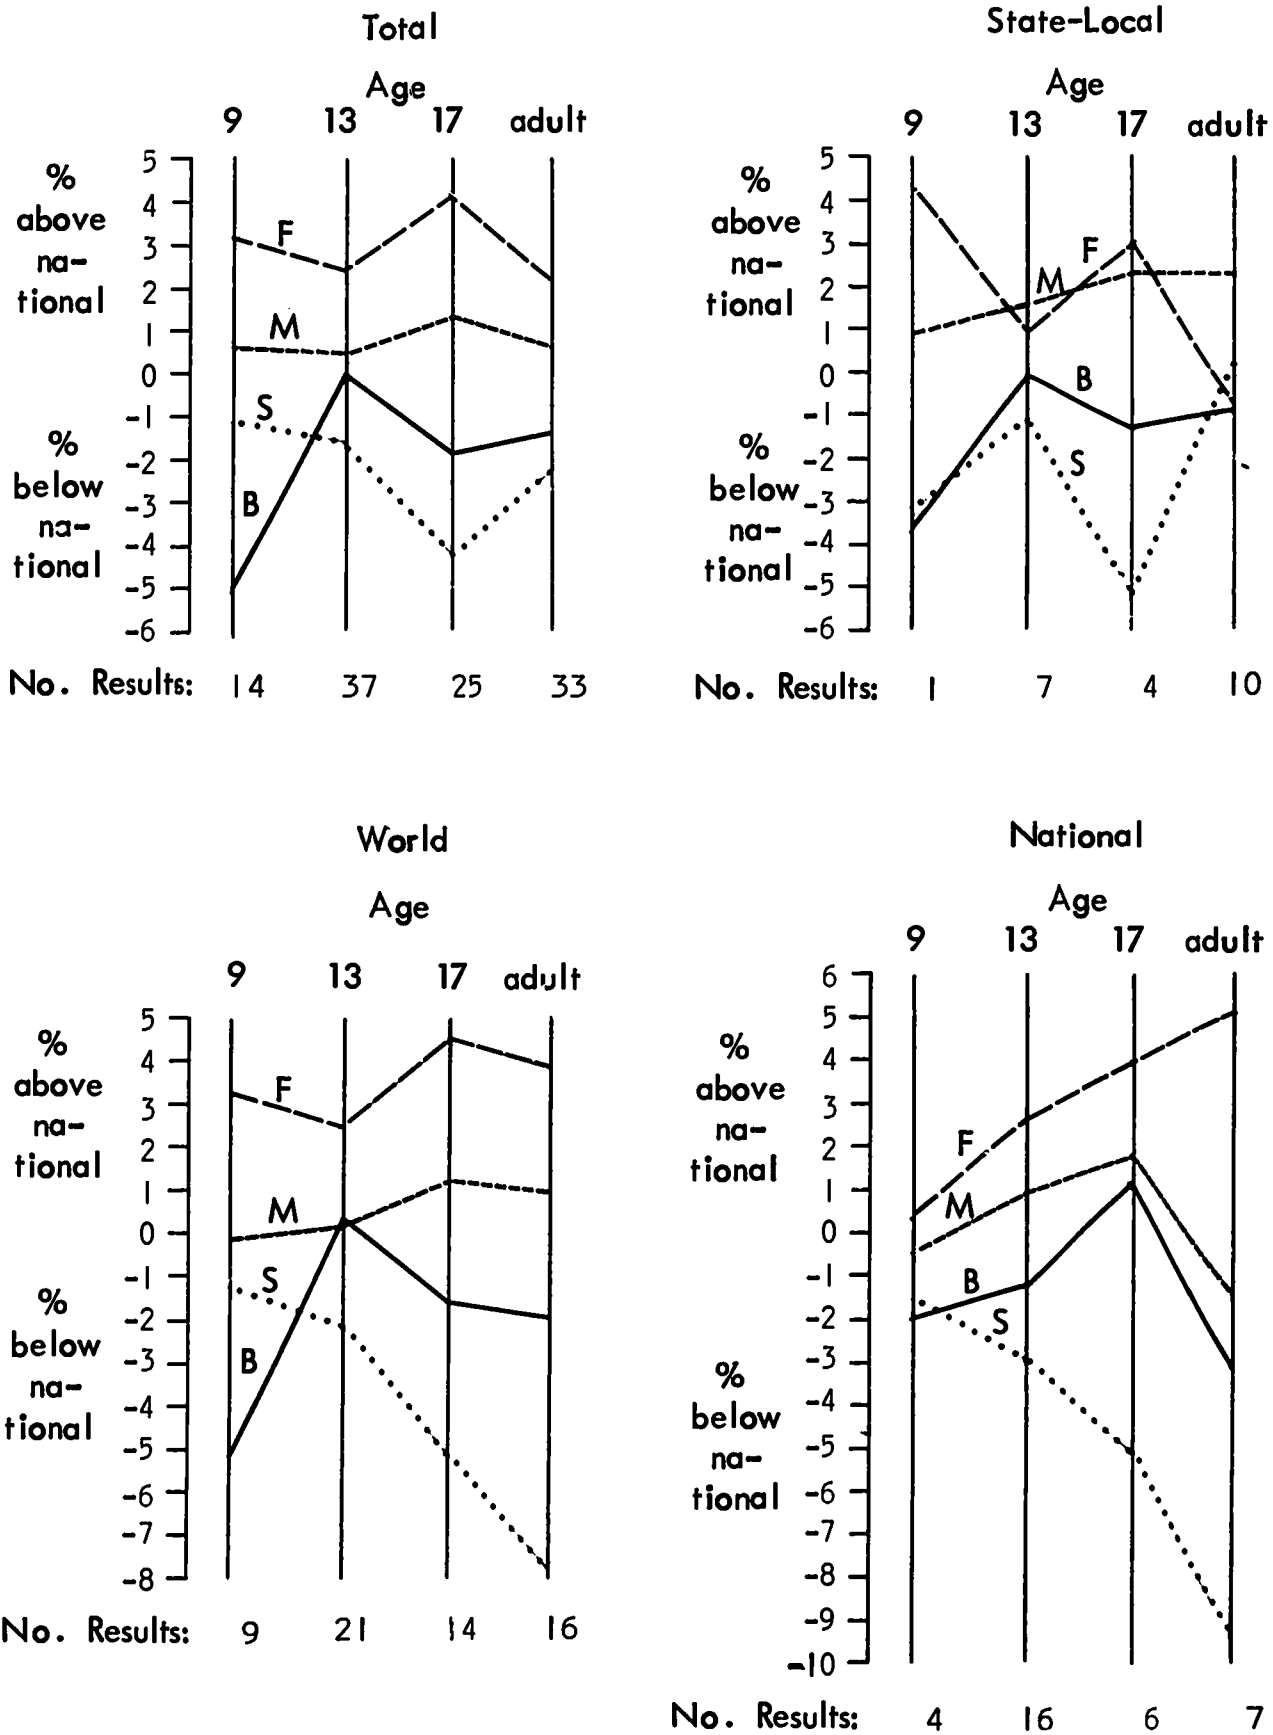 Total
Age
9 13 17 adult
% above na- tional
% below na- tional
5
4
3
2
1
0
-1
-2
-3
-4
-5
-6
F
M
S
B
No. Results: 14 37 25 33
State-Local
Age
9 13 17 adult
% above na- tional
% below na- tional
5
4
3
2
1
0
-1
-2
-3
-4
-5
-6
F
M
B
S
No. Results: 1 7 4 10
World
Age
9 13 17 adult
% above na- tional
% below na- tional
5
4
3
2
1
0
-1
-2
-3
-4
-5
-6
-7
-8
F
M
S
B
No. Results: 9 21 14 16
National
Age
9 13 17 adult
% above na- tional
% below na- tional
6
5
4
3
2
1
0
-1
-2
-3
-4
-5
-6
-7
-8
-9
-10
F
M
B
S
No. Results: 4 16 6 7